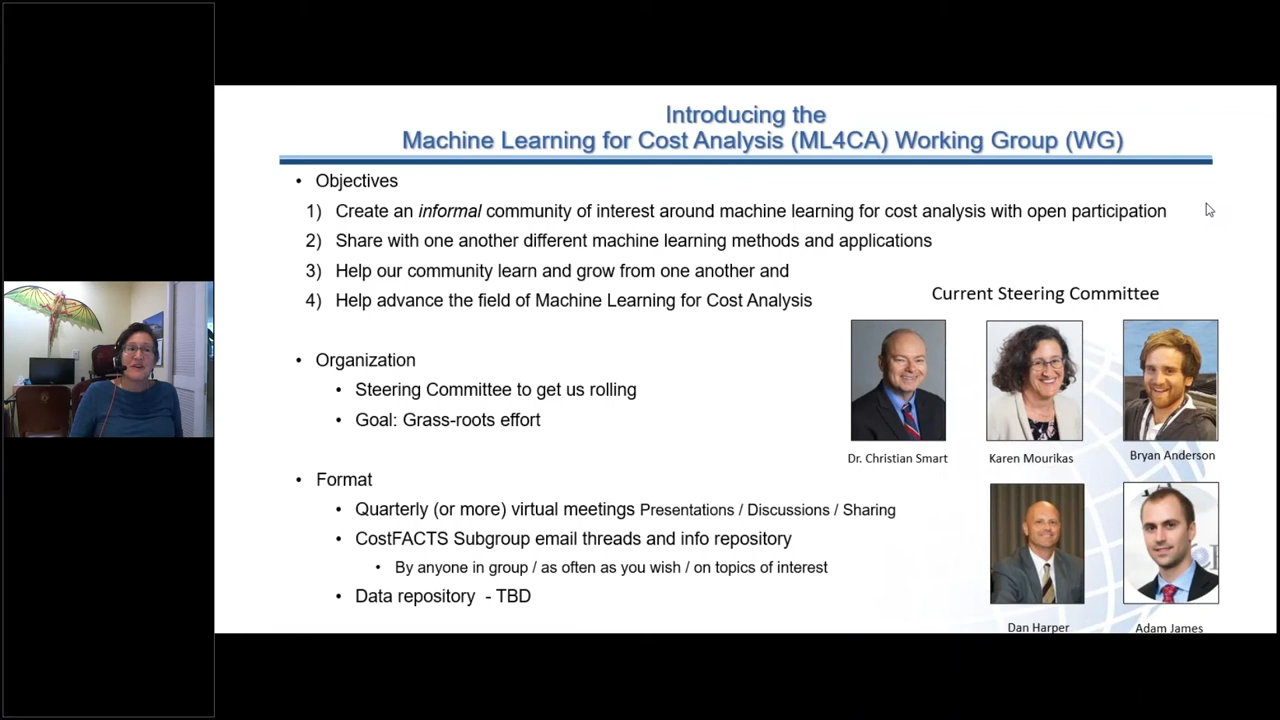 Introducing the
Machine Learning for Cost Analysis (ML4CA) Working Group (WG)
• Objectives
1) Create an informal community of interest around machine learning for cost analysis with open participation
2) Share with one another different machine learning methods and applications
3) Help our community learn and grow from one another and
4) Help advance the field of Machine Learning for Cost Analysis
Current Steering Committee
• Organization
• Steering Committee to get us rolling
• Goal: Grass-roots effort
Dr. Christian Smart
Karen Mourikas
Bryan Anderson
• Format
• Quarterly (or more) virtual meetings Presentations / Discussions / Sharing
• CostFACTS Subgroup email threads and info repository
• By anyone in group / as often as you wish / on topics of interest
• Data repository - TBD
Dan Harper
Adam James